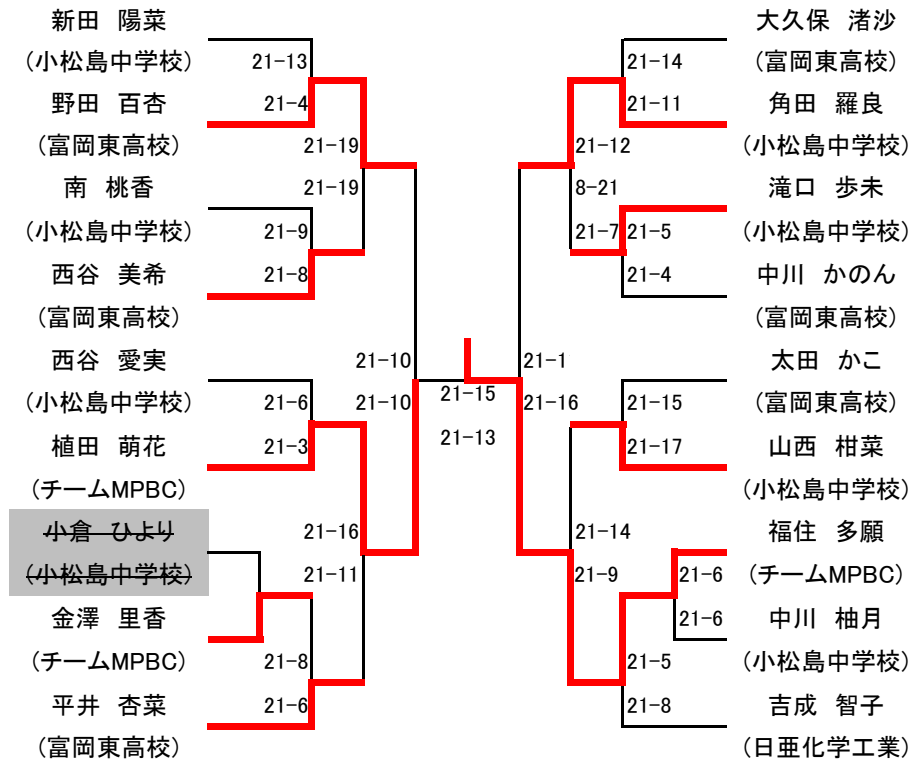 新田 陽菜
(小松島中学校)
21-13
野田 百杏
21-4
(富岡東高校)
21-19
南 桃香
21-19
(小松島中学校)
21-9
西谷 美希
21-8
(富岡東高校)
西谷 愛実
21-10
(小松島中学校)
21-6
21-10
植田 萌花
21-3
(チームMPBC)
小倉 ひより
21-16
(小松島中学校)
21-11
金澤 里香
(チームMPBC)
21-8
平井 杏菜
21-6
(富岡東高校)
21-15
21-13
大久保 渚沙
21-14
(富岡東高校)
21-11
角田 羅良
21-12
(小松島中学校)
8-21
滝口 歩未
21-7
21-5
(小松島中学校)
21-4
中川 かのん
(富岡東高校)
21-1
太田 かこ
21-16
21-15
(富岡東高校)
21-17
山西 柑菜
(小松島中学校)
21-14
福住 多願
21-9
21-6
(チームMPBC)
21-6
中川 柚月
21-5
(小松島中学校)
21-8
吉成 智子
(日亜化学工業)